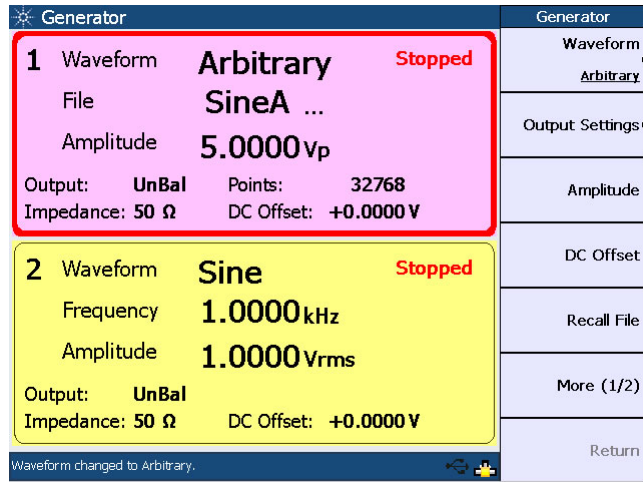 Generator
1 Waveform Arbitrary Stopped
File SineA ...
Amplitude 5.0000 Vp
Output: UnBal Points: 32768
Impedance: 50 Ω DC Offset: +0.0000 V
2 Waveform Sine Stopped
Frequency 1.0000 kHz
Amplitude 1.0000 Vrms
Output: UnBal
Impedance: 50 Ω DC Offset: +0.0000 V
Waveform changed to Arbitrary.
Generator
Waveform
Arbitrary
Output Settings
Amplitude
DC Offset
Recall File
More (1/2)
Return